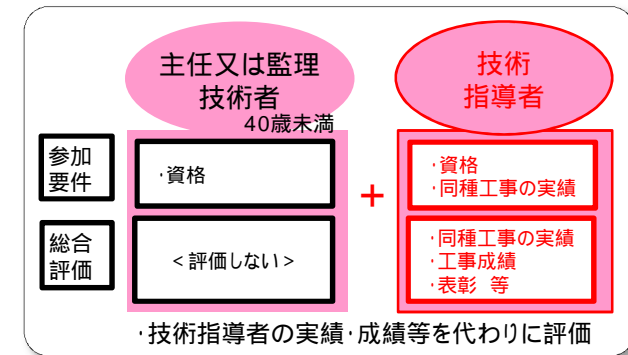 主任又は監理
技術者
40歳未満
技術
指導者
参加
要件
・資格
+
・資格
・同種工事の実績
総合
評価
<評価しない>
・同種工事の実績
・工事成績
・表彰 等
・技術指導者の実績・成績等を代わりに評価